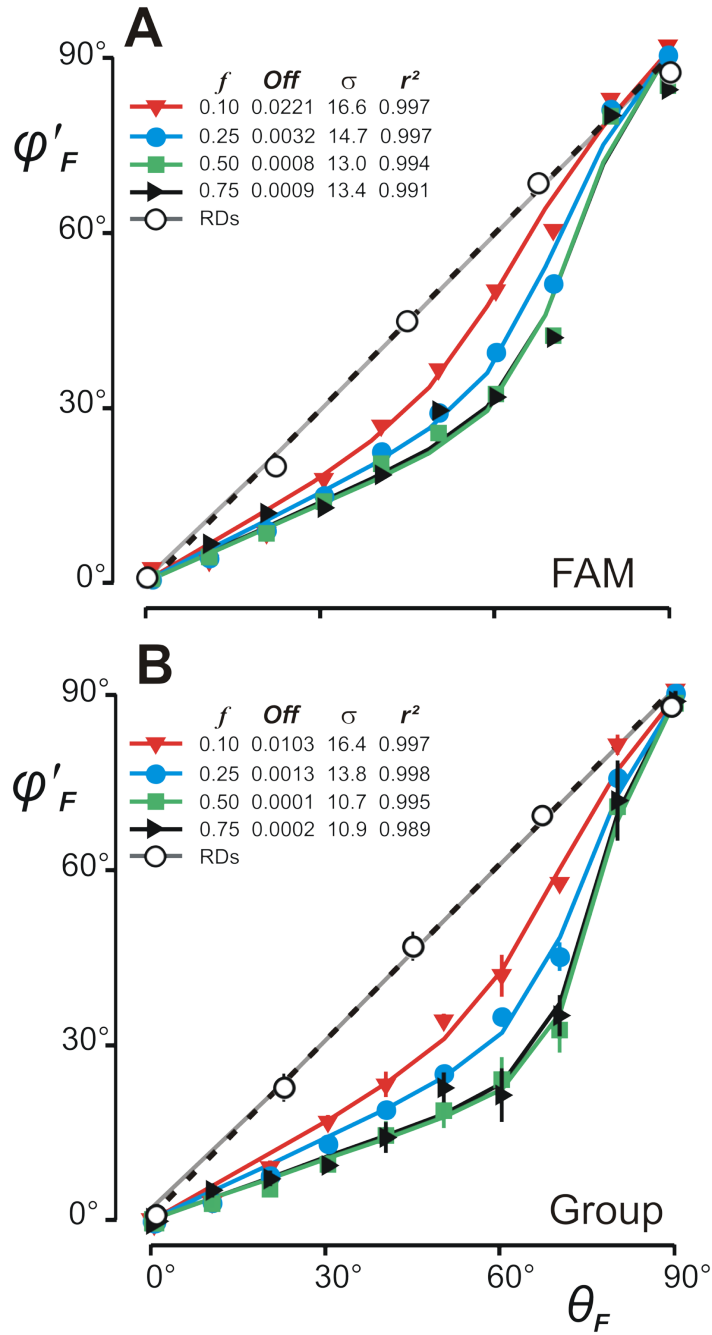 A
90°
f Off σ r²
0.10 0.0221 16.6 0.997
0.25 0.0032 14.7 0.997
0.50 0.0008 13.0 0.994
0.75 0.0009 13.4 0.991
RDs
φ′F
60°
30°
0°
FAM
B
90°
f Off σ r²
0.10 0.0103 16.4 0.997
0.25 0.0013 13.8 0.998
0.50 0.0001 10.7 0.995
0.75 0.0002 10.9 0.989
RDs
φ′F
60°
30°
0°
Group
0° 30° 60° 90°
θF